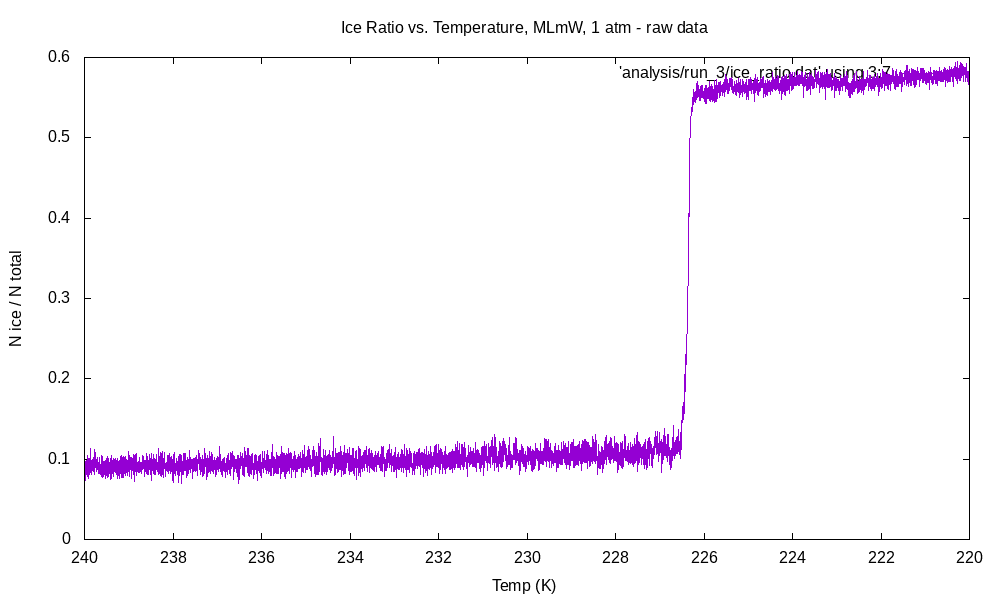 Ice Ratio vs. Temperature, MLmW, 1 atm - raw data
'analysis/run_3/ice_ratio.dat' using 3:7
0.6
0.5
0.4
0.3
0.2
0.1
0
N ice / N total
240 238 236 234 232 230 228 226 224 222 220
Temp (K)